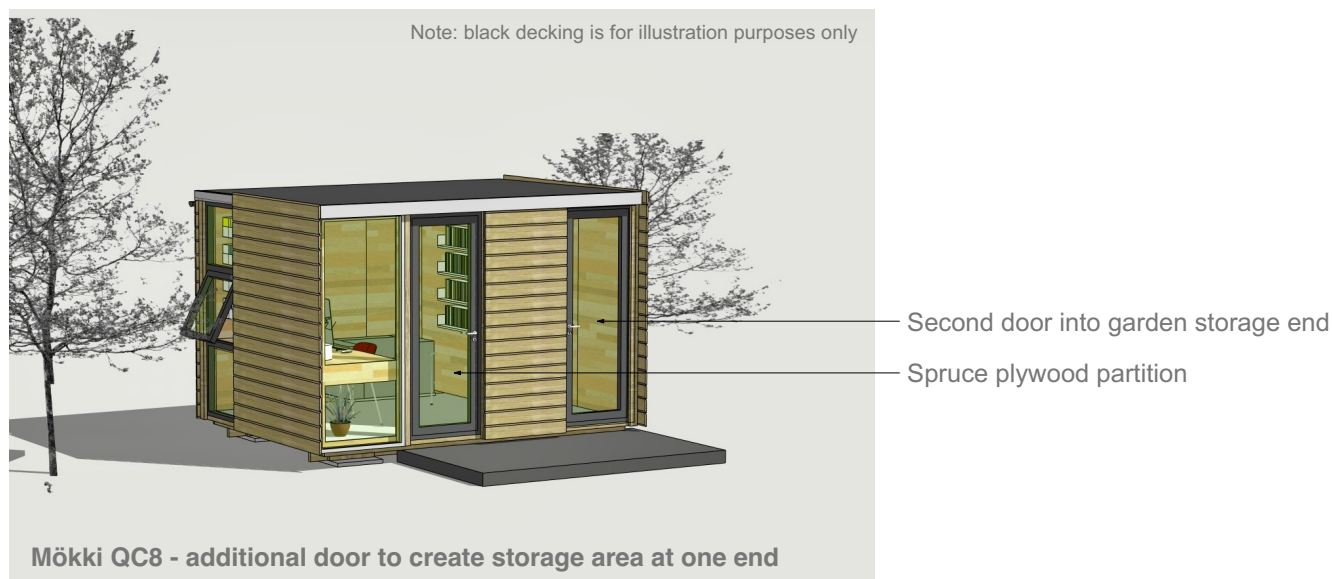 Note: black decking is for illustration purposes only
Second door into garden storage end
Spruce plywood partition
Mökki QC8 - additional door to create storage area at one end